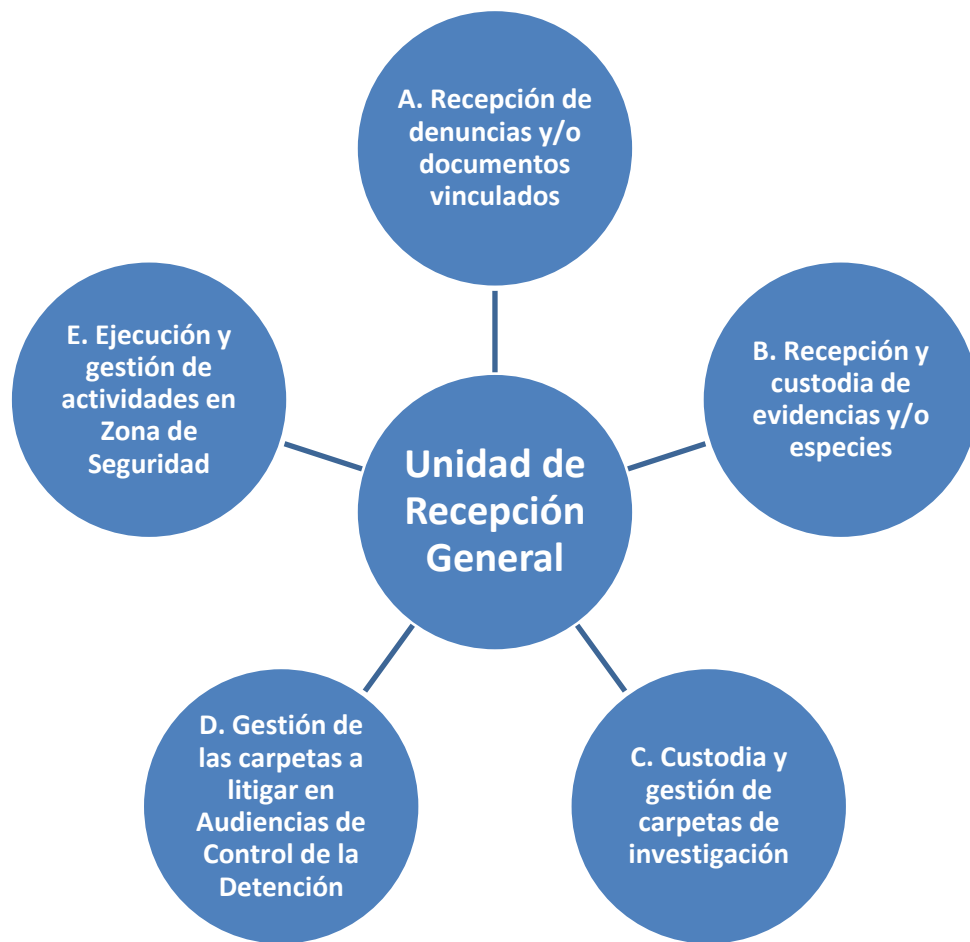 A. Recepción de
denuncias y/o
documentos
vinculados
B. Recepción y
custodia de
evidencias y/o
especies
C. Custodia y
gestión de
carpetas de
investigación
D. Gestión de
las carpetas a
litigar en
Audiencias de
Control de la
Detención
E. Ejecución y
gestión de
actividades en
Zona de
Seguridad
Unidad de
Recepción
General